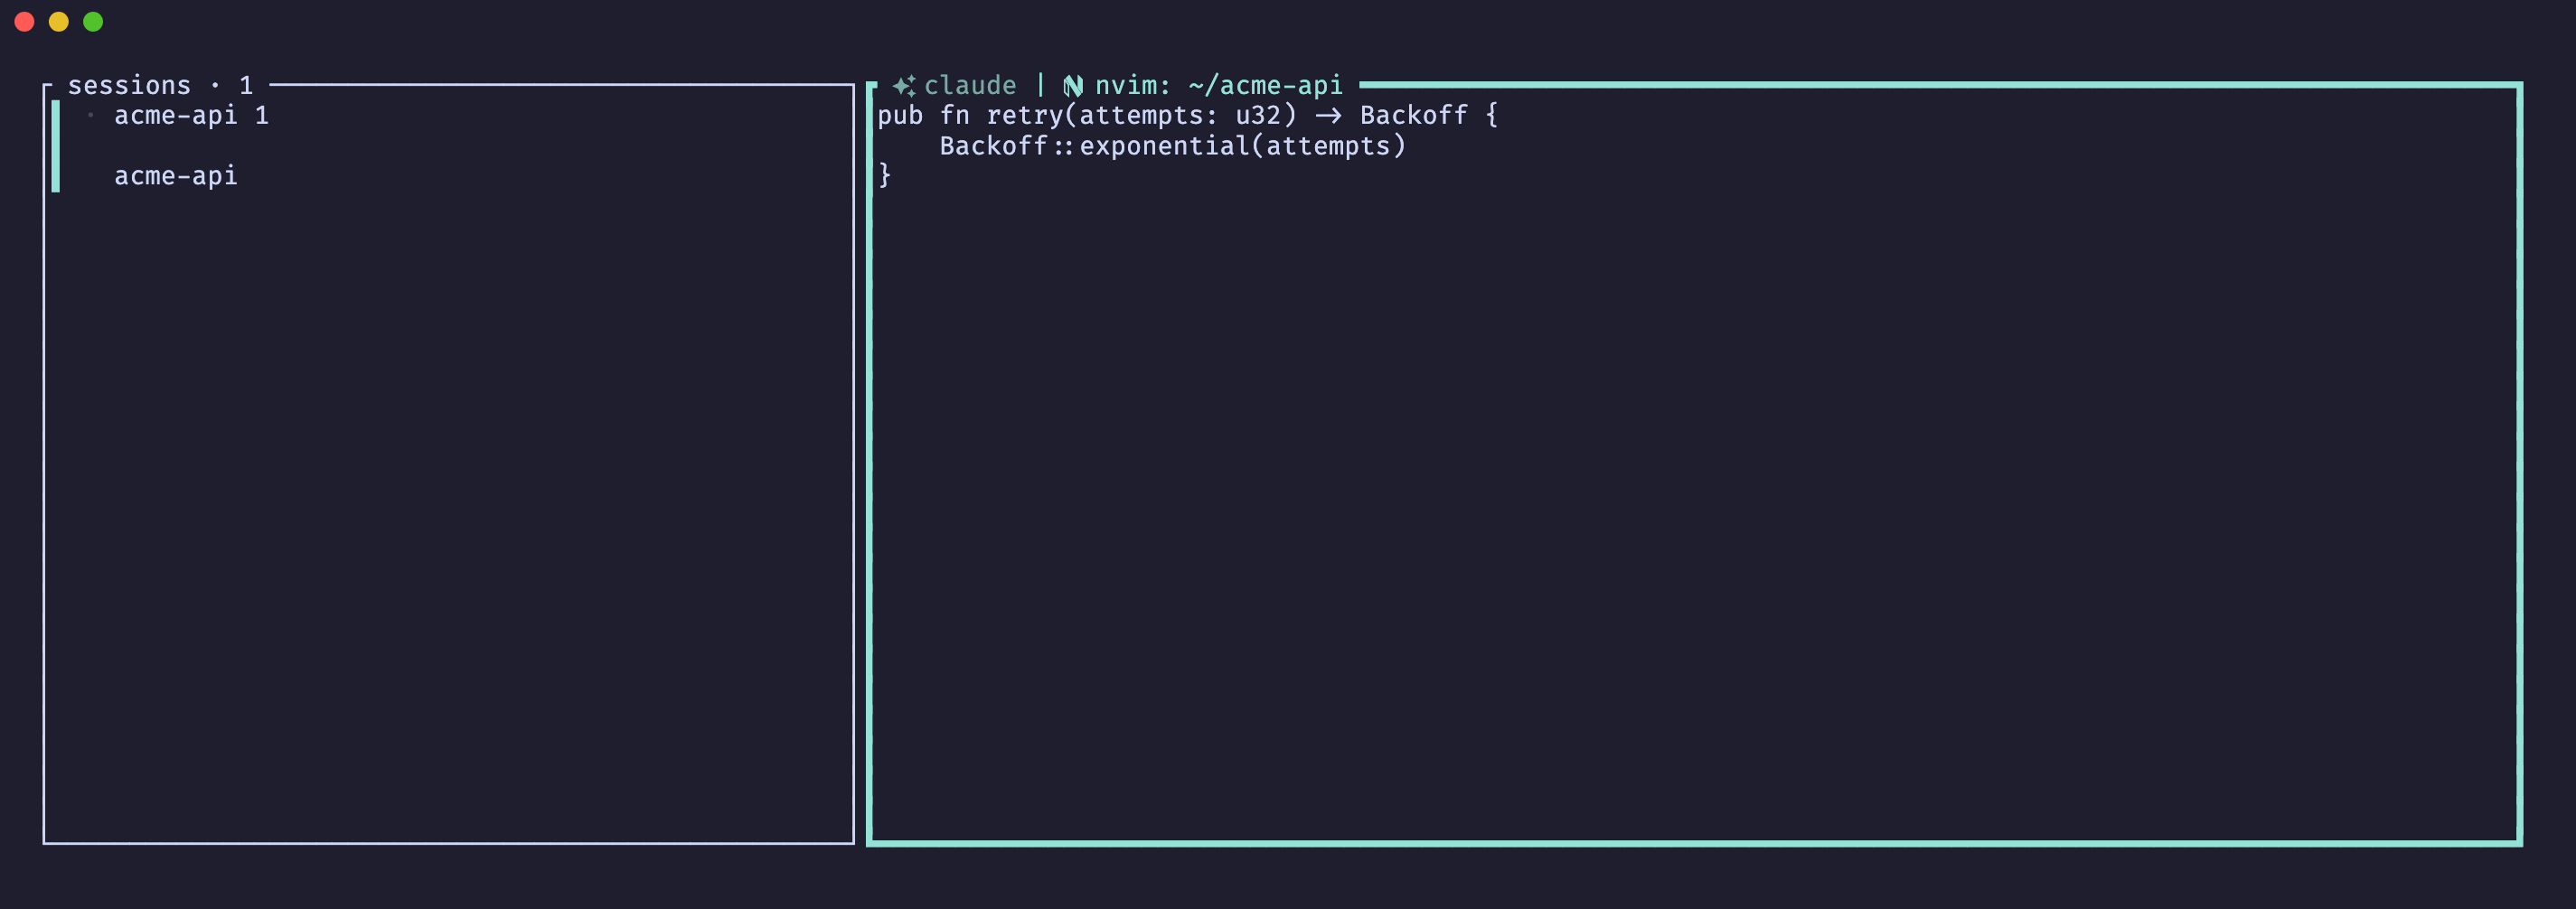 sessions · 1
acme-api 1
acme-api
claude | nvim: ~/acme-api
pub fn retry(attempts: u32) -> Backoff {
    Backoff::exponential(attempts)
}